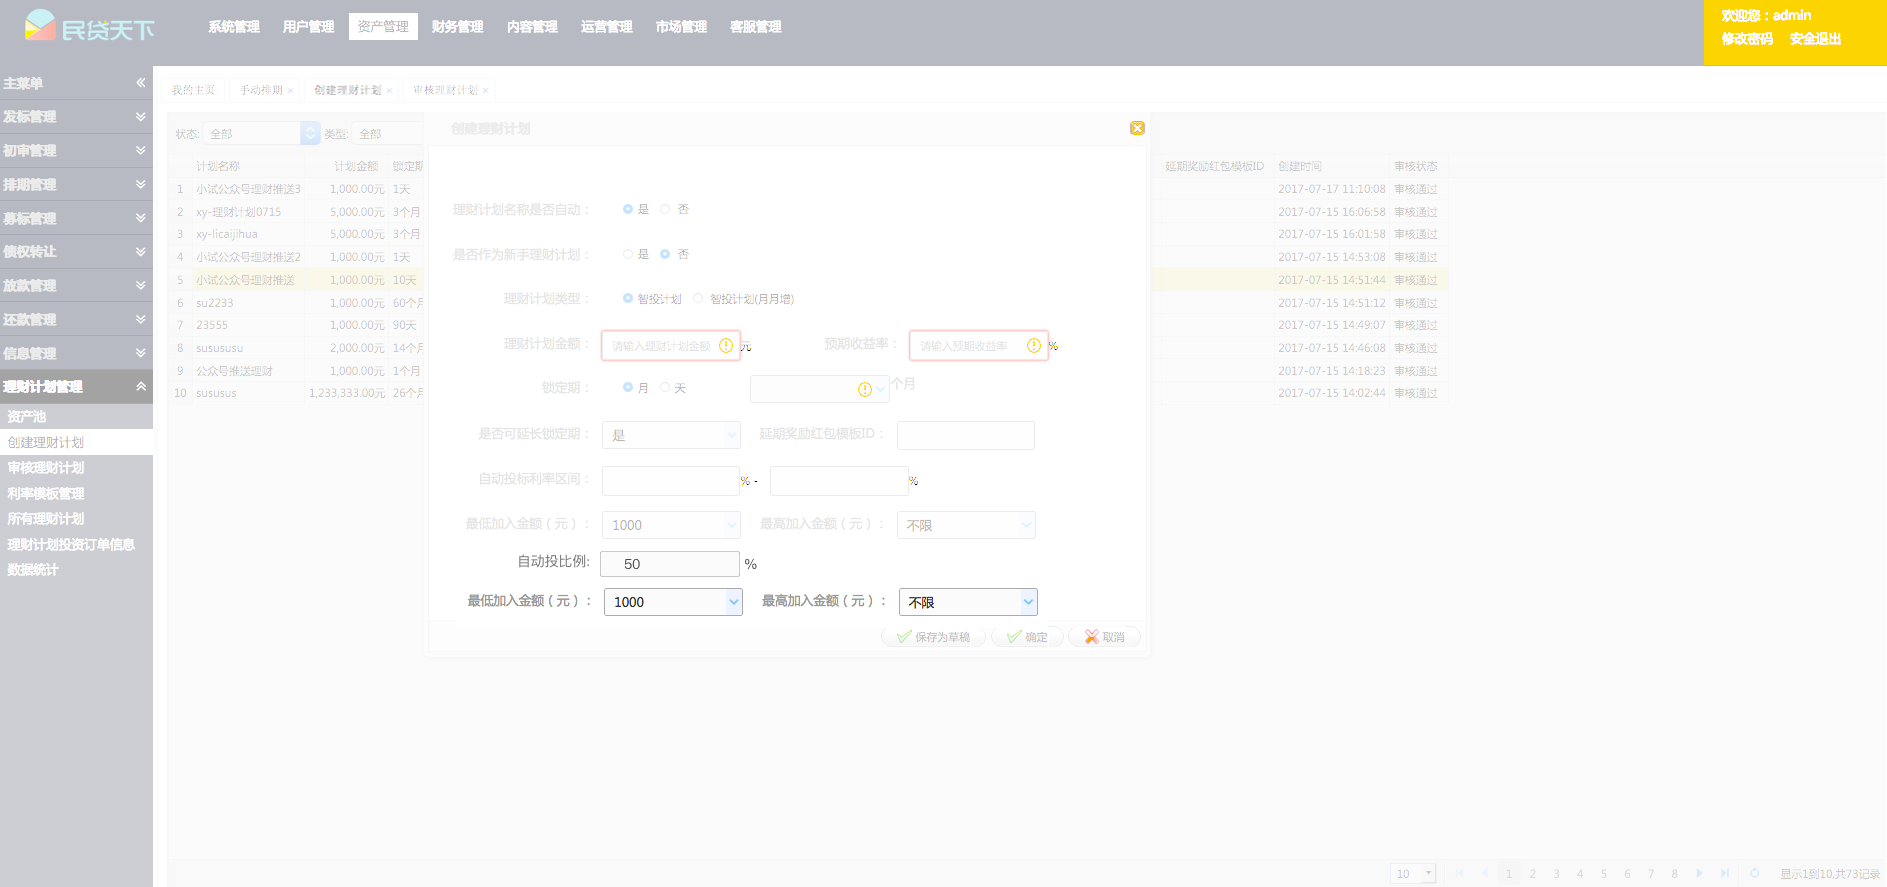 民贷天下
系统管理 用户管理 资产管理 财务管理 内容管理 运营管理 市场管理 客服管理
欢迎您：admin
修改密码 安全退出
主菜单
发标管理
初审管理
排期管理
募标管理
债权转让
放款管理
还款管理
信息管理
理财计划管理
资产池
创建理财计划
审核理财计划
利率模板管理
所有理财计划
理财计划投资订单信息
数据统计
我的主页 手动排期 创建理财计划 审核理财计划
状态: 全部 类型: 全部
计划名称 计划金额 锁定期 延期奖励红包模板ID 创建时间 审核状态
1 小试公众号理财推送3 1,000.00元 1天 2017-07-17 11:10:08 审核通过
2 xy-理财计划0715 5,000.00元 3个月 2017-07-15 16:06:58 审核通过
3 xy-licaijihua 5,000.00元 3个月 2017-07-15 16:01:58 审核通过
4 小试公众号理财推送2 1,000.00元 1天 2017-07-15 14:53:08 审核通过
5 小试公众号理财推送 1,000.00元 10天 2017-07-15 14:51:44 审核通过
6 su2233 1,000.00元 60个月 2017-07-15 14:51:12 审核通过
7 23555 1,000.00元 90天 2017-07-15 14:49:07 审核通过
8 susususu 2,000.00元 14个月 2017-07-15 14:46:08 审核通过
9 公众号推送理财 1,000.00元 1个月 2017-07-15 14:18:23 审核通过
10 sususus 1,233,333.00元 26个月 2017-07-15 14:02:44 审核通过
创建理财计划
理财计划名称是否自动： 是 否
是否作为新手理财计划： 是 否
理财计划类型： 智投计划 智投计划(月月增)
理财计划金额： 请输入理财计划金额 元 预期收益率： 请输入预期收益率 %
锁定期： 月 天 个月
是否可延长锁定期： 是 延期奖励红包模板ID：
自动投标利率区间： % - %
最低加入金额（元）： 1000 最高加入金额（元）： 不限
自动投比例: 50 %
最低加入金额（元）： 1000 最高加入金额（元）： 不限
保存为草稿 确定 取消
10 1 2 3 4 5 6 7 8 显示1到10,共73记录